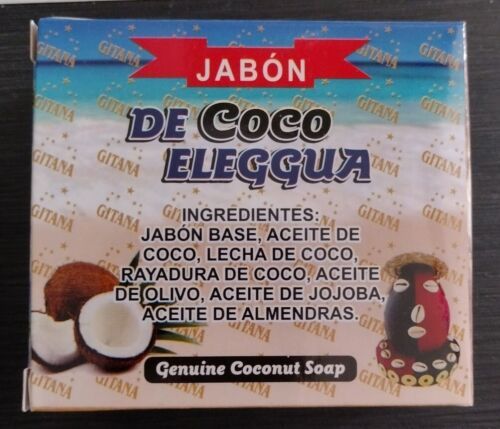 JABÓN
DE COCO
ELEGGUA
INGREDIENTES:
JABÓN BASE, ACEITE DE
COCO, LECHA DE COCO,
RAYADURA DE COCO, ACEITE
DE OLIVO, ACEITE DE JOJOBA,
ACEITE DE ALMENDRAS.
Genuine Coconut Soap
GITANA